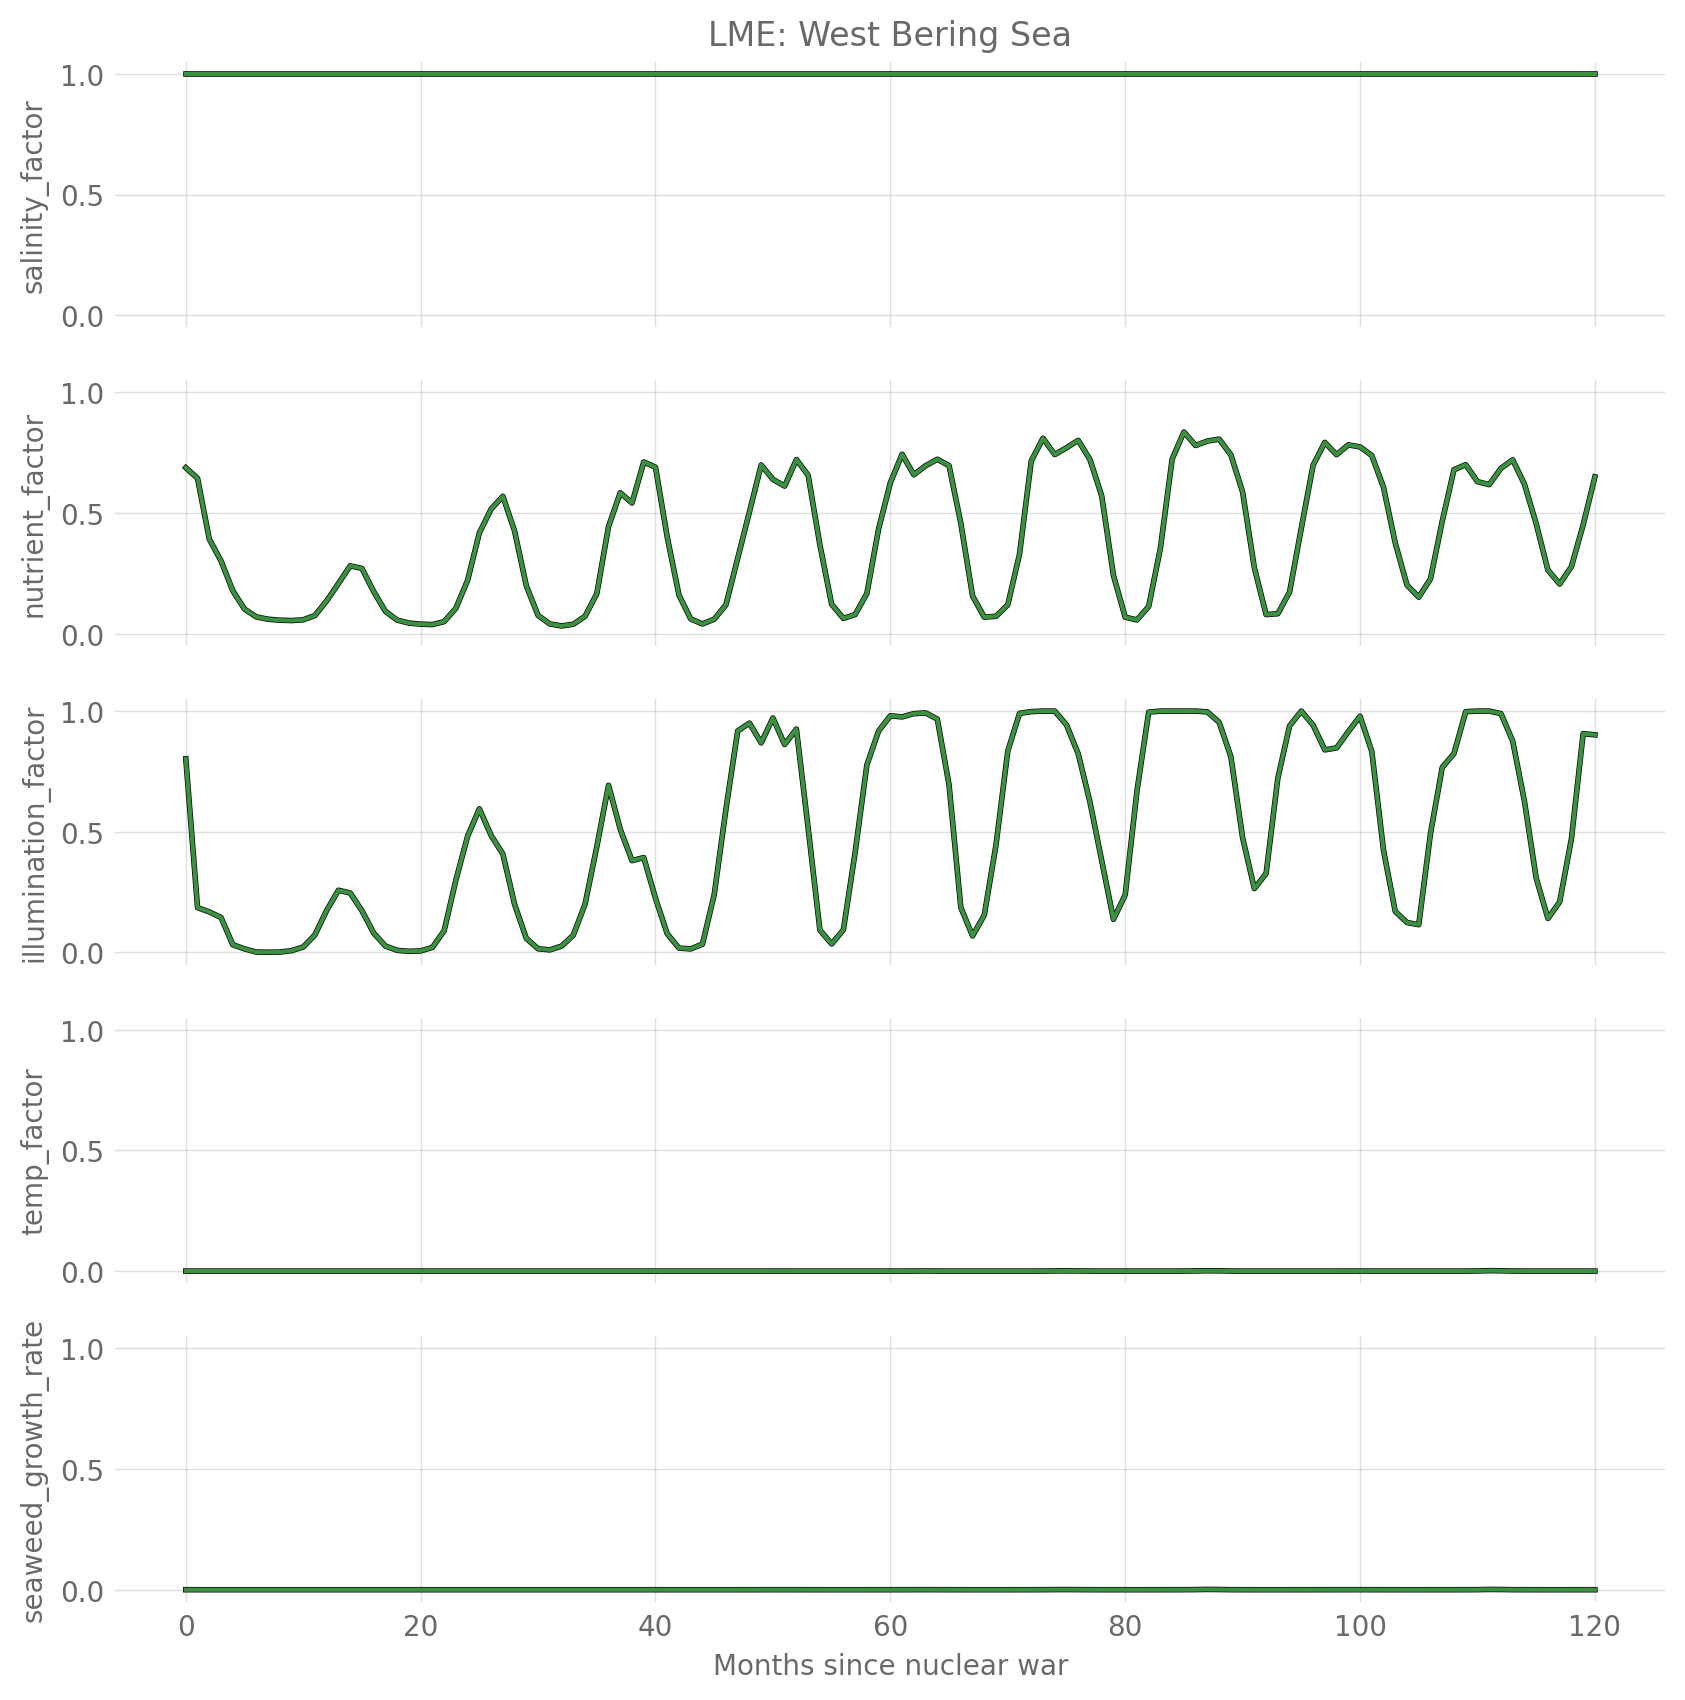 LME: West Bering Sea
salinity_factor
1.0
0.5
0.0
nutrient_factor
1.0
0.5
0.0
illumination_factor
1.0
0.5
0.0
temp_factor
1.0
0.5
0.0
seaweed_growth_rate
1.0
0.5
0.0
0 20 40 60 80 100 120
Months since nuclear war